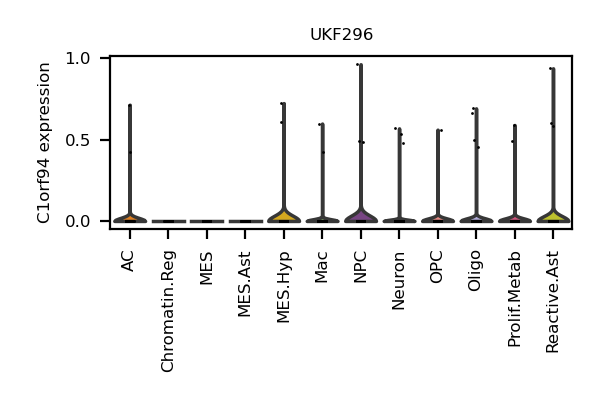 UKF296
C1orf94 expression
1.0
0.5
0.0
AC
Chromatin.Reg
MES
MES.Ast
MES.Hyp
Mac
NPC
Neuron
OPC
Oligo
Prolif.Metab
Reactive.Ast